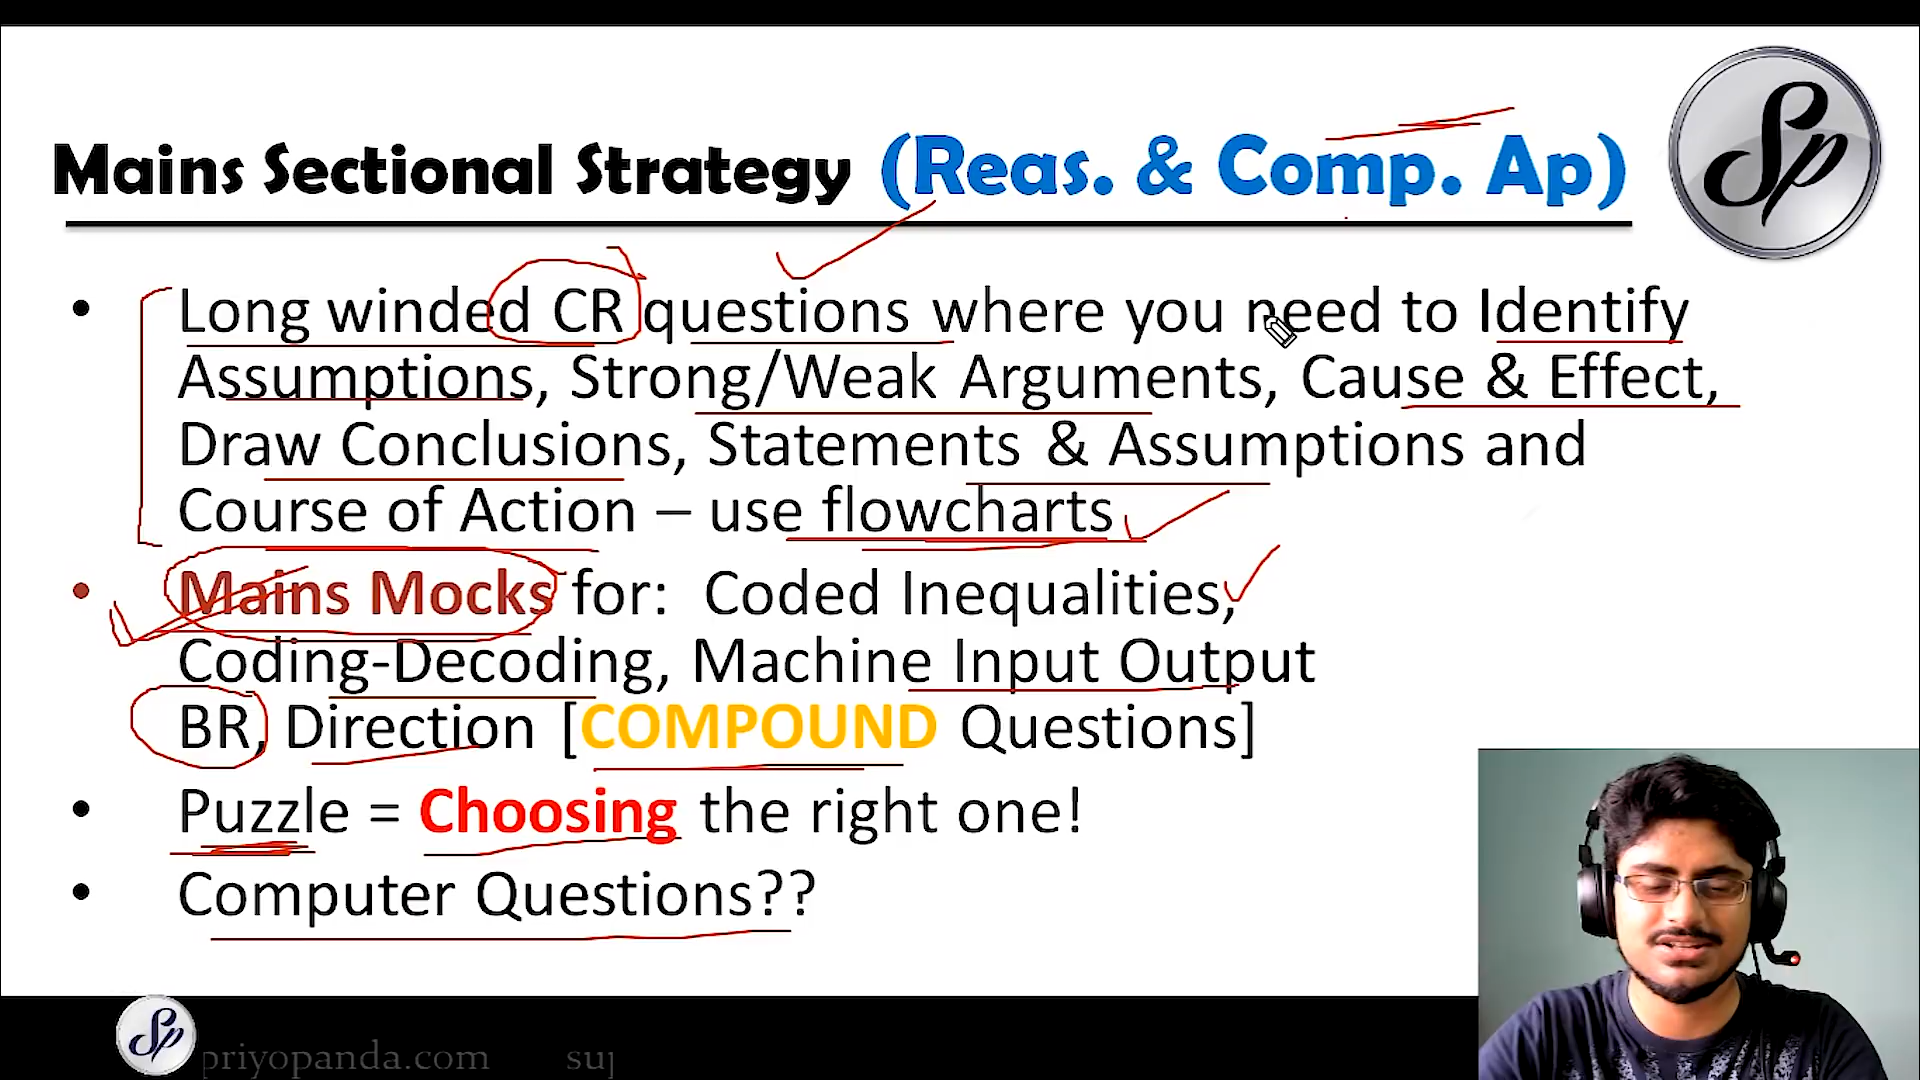 Mains Sectional Strategy (Reas. & Comp. Ap)
Sp
• Long winded CR questions where you need to Identify
Assumptions, Strong/Weak Arguments, Cause & Effect,
Draw Conclusions, Statements & Assumptions and
Course of Action – use flowcharts
• Mains Mocks for: Coded Inequalities,
Coding-Decoding, Machine Input Output
BR, Direction [COMPOUND Questions]
• Puzzle = Choosing the right one!
• Computer Questions??
Sp
priyopanda.com